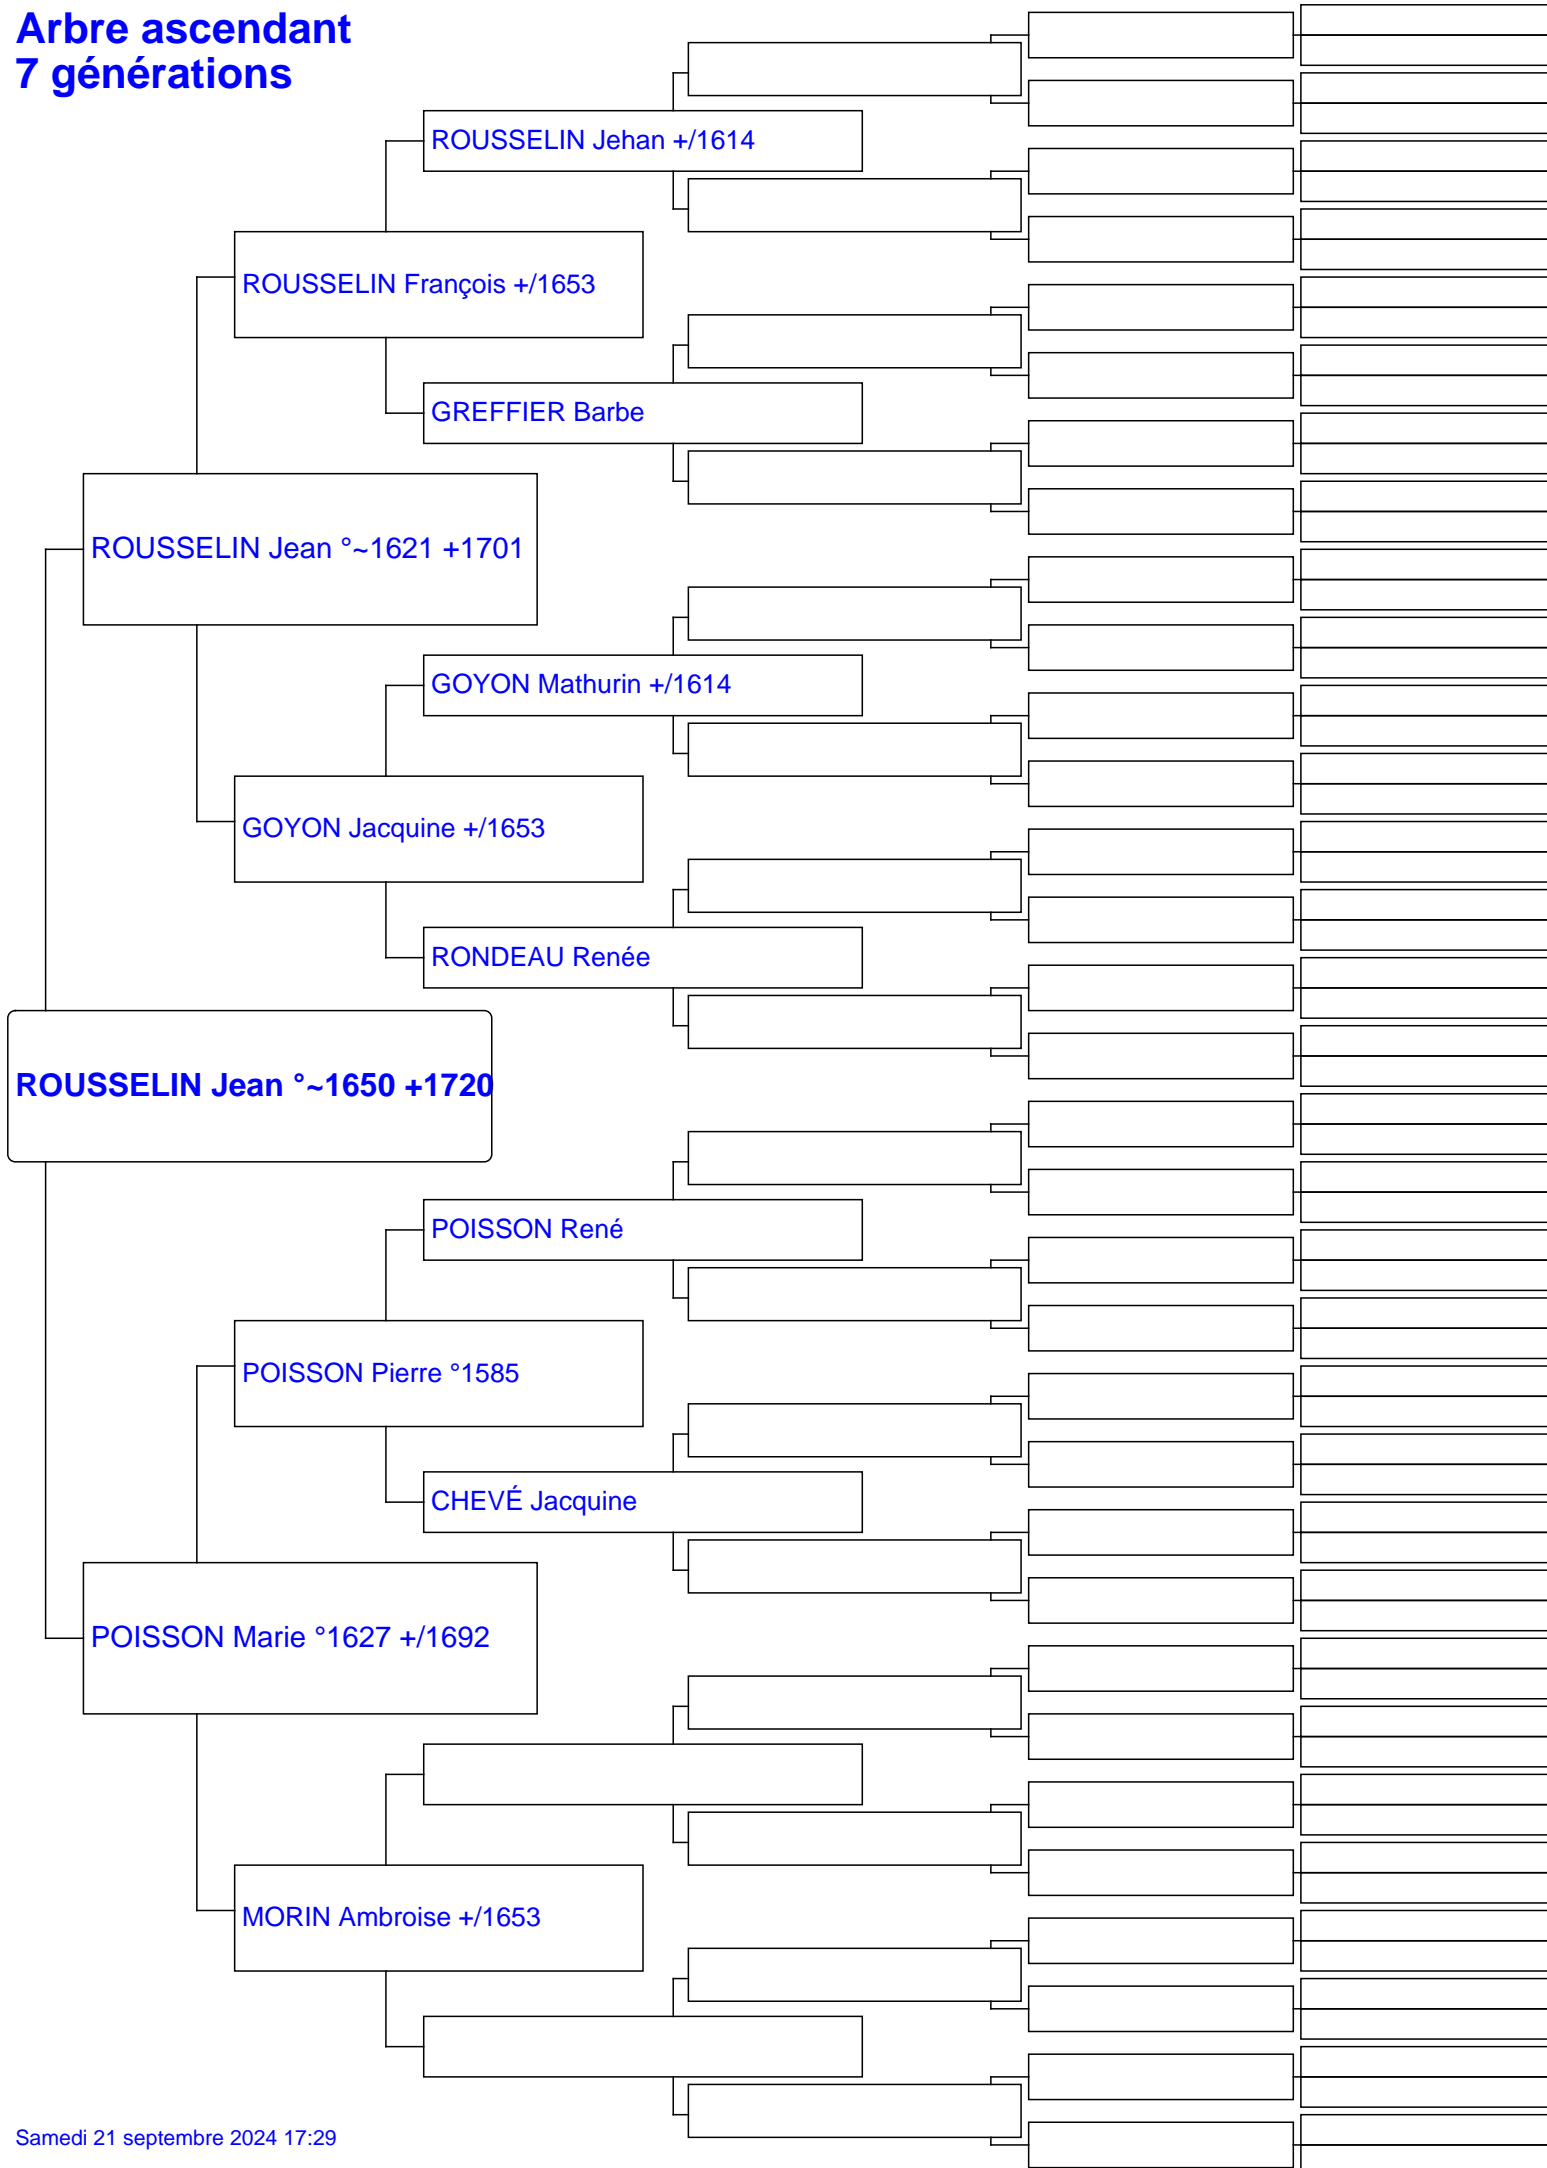 Arbre ascendant
7 générations
ROUSSELIN Jehan +/1614
ROUSSELIN François +/1653
GREFFIER Barbe
ROUSSELIN Jean °~1621 +1701
GOYON Mathurin +/1614
GOYON Jacquine +/1653
RONDEAU Renée
ROUSSELIN Jean °~1650 +1720
POISSON René
POISSON Pierre °1585
CHEVÉ Jacquine
POISSON Marie °1627 +/1692
MORIN Ambroise +/1653
Samedi 21 septembre 2024 17:29